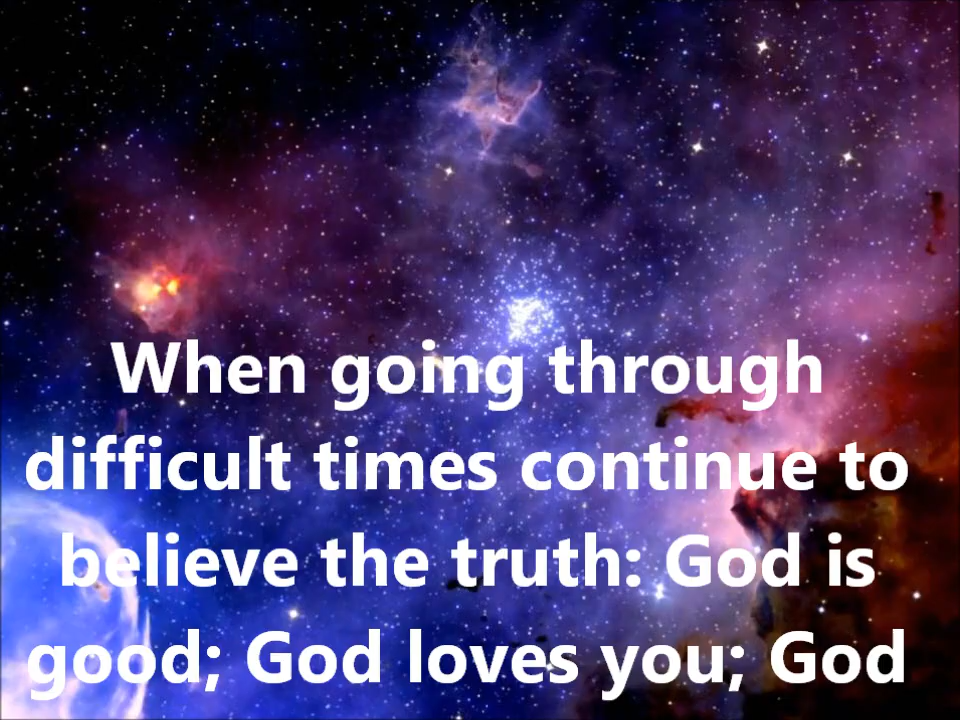 When going through
difficult times continue to
believe the truth: God is
good; God loves you; God